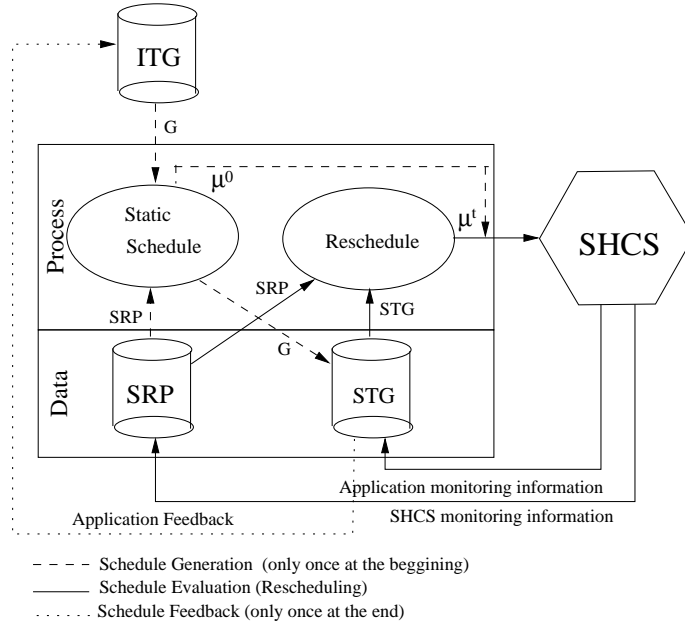 ITG
G
μ⁰
Static
Schedule
Reschedule
μᵗ
SHCS
Process
SRP
SRP
STG
G
Data
SRP
STG
Application monitoring information
Application Feedback
SHCS monitoring information
Schedule Generation (only once at the beggining)
Schedule Evaluation (Rescheduling)
Schedule Feedback (only once at the end)